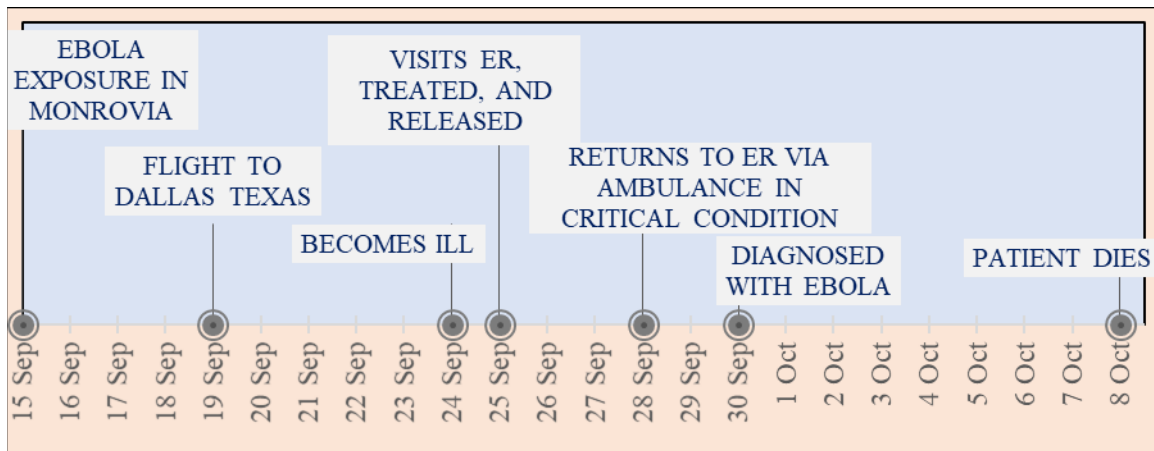 EBOLA
EXPOSURE IN
MONROVIA
FLIGHT TO
DALLAS TEXAS
BECOMES ILL
VISITS ER,
TREATED, AND
RELEASED
RETURNS TO ER VIA
AMBULANCE IN
CRITICAL CONDITION
DIAGNOSED
WITH EBOLA
PATIENT DIES
15 Sep
16 Sep
17 Sep
18 Sep
19 Sep
20 Sep
21 Sep
22 Sep
23 Sep
24 Sep
25 Sep
26 Sep
27 Sep
28 Sep
29 Sep
30 Sep
1 Oct
2 Oct
3 Oct
4 Oct
5 Oct
6 Oct
7 Oct
8 Oct